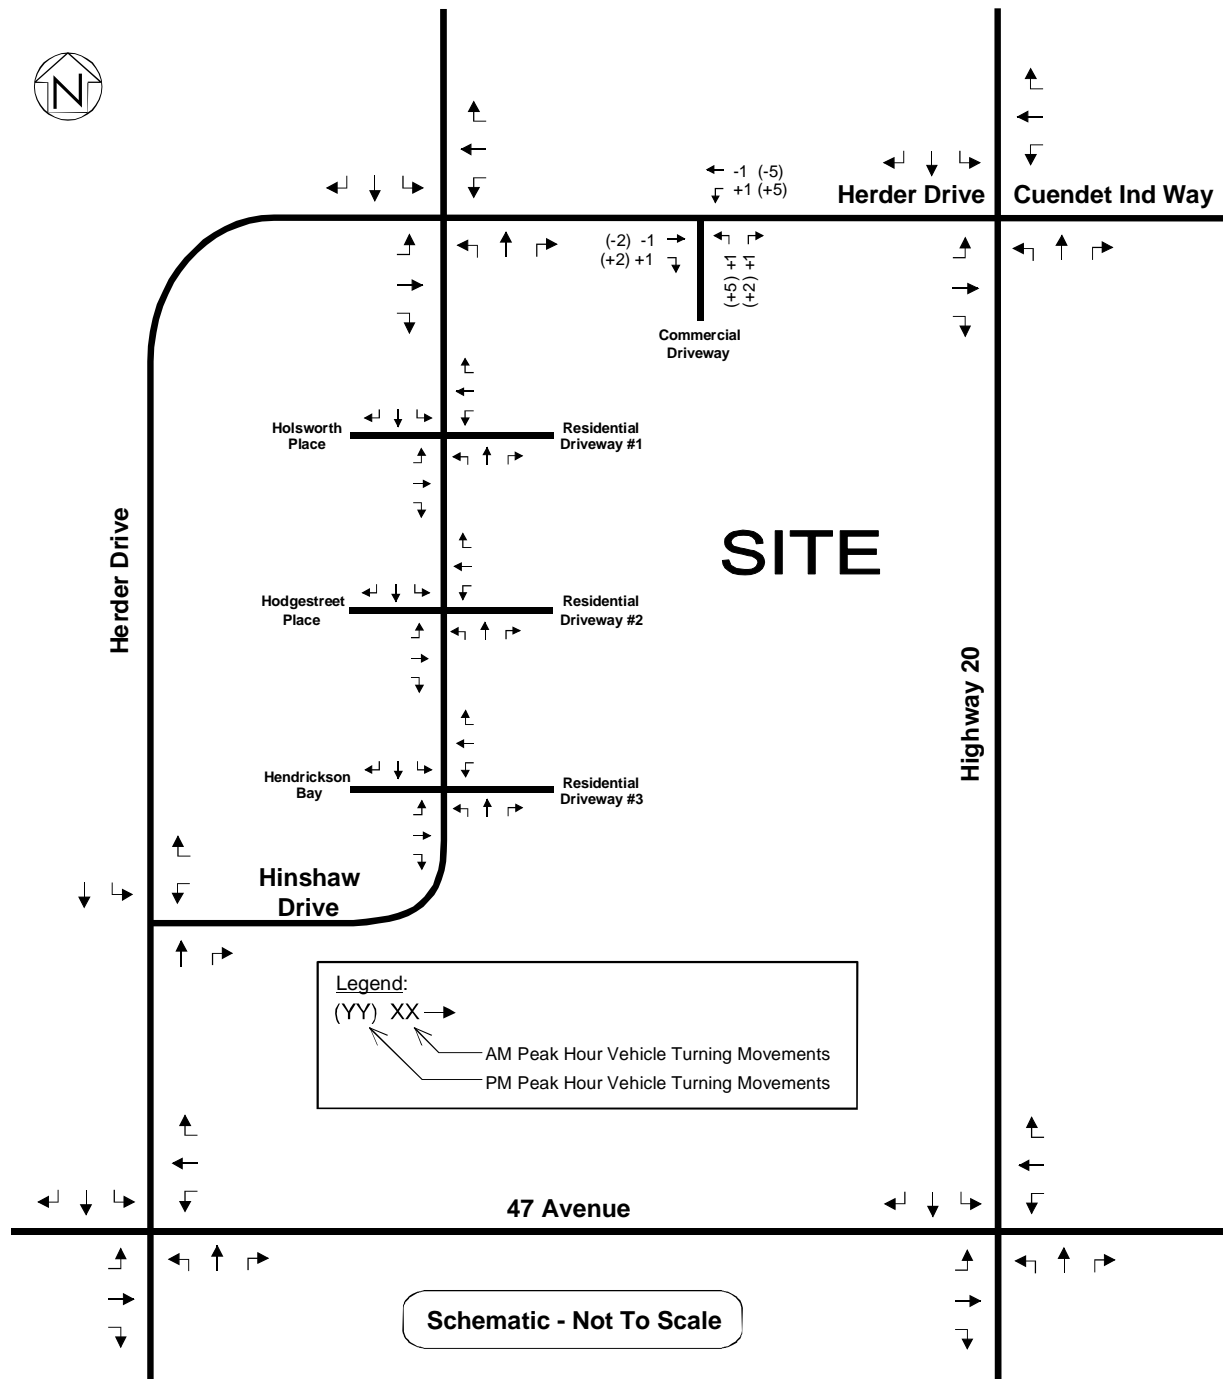 N
-1 (-5)
+1 (+5)
Herder Drive
Cuendet Ind Way
(-2) -1
(+2) +1
(+5) +1
(+2) +1
Commercial
Driveway
Holsworth
Place
Residential
Driveway #1
SITE
Herder Drive
Hodgestreet
Place
Residential
Driveway #2
Highway 20
Hendrickson
Bay
Residential
Driveway #3
Hinshaw
Drive
Legend:
(YY) XX
AM Peak Hour Vehicle Turning Movements
PM Peak Hour Vehicle Turning Movements
47 Avenue
Schematic - Not To Scale